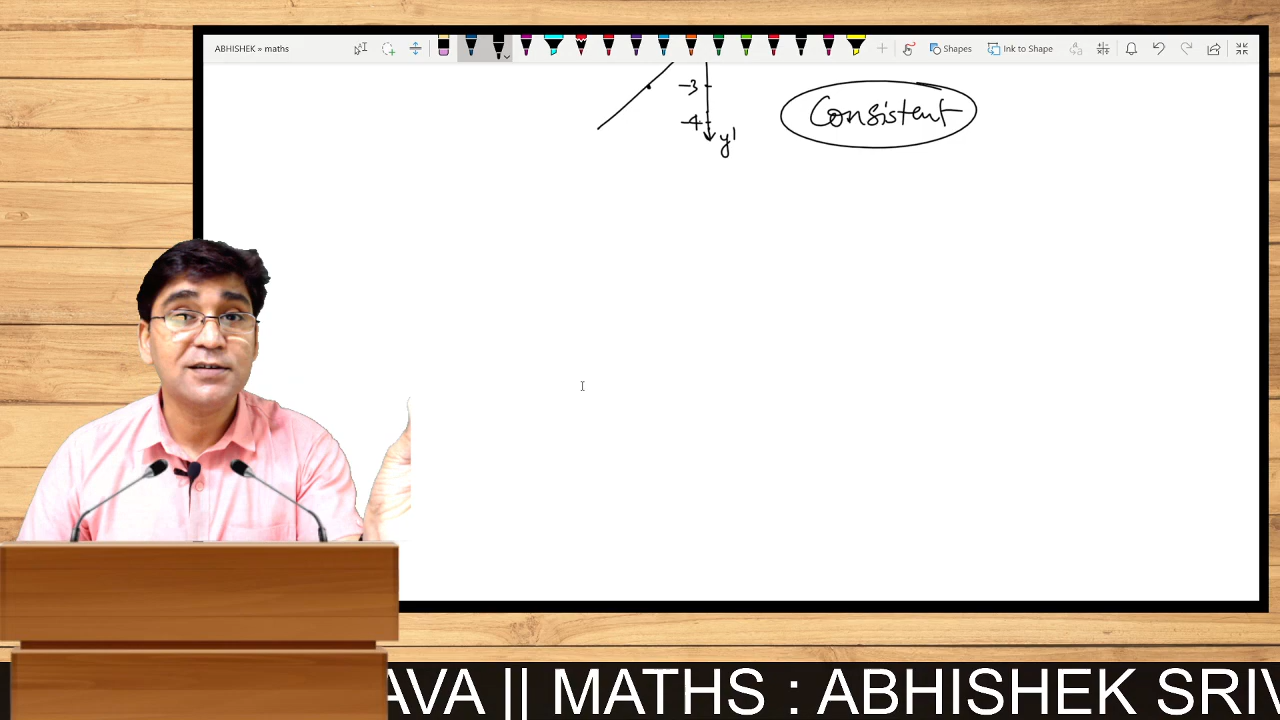 ABHISHEK » maths
Shapes
Ink to Shape
-3
Consistent
-4
y'
AVA || MATHS : ABHISHEK SRIV